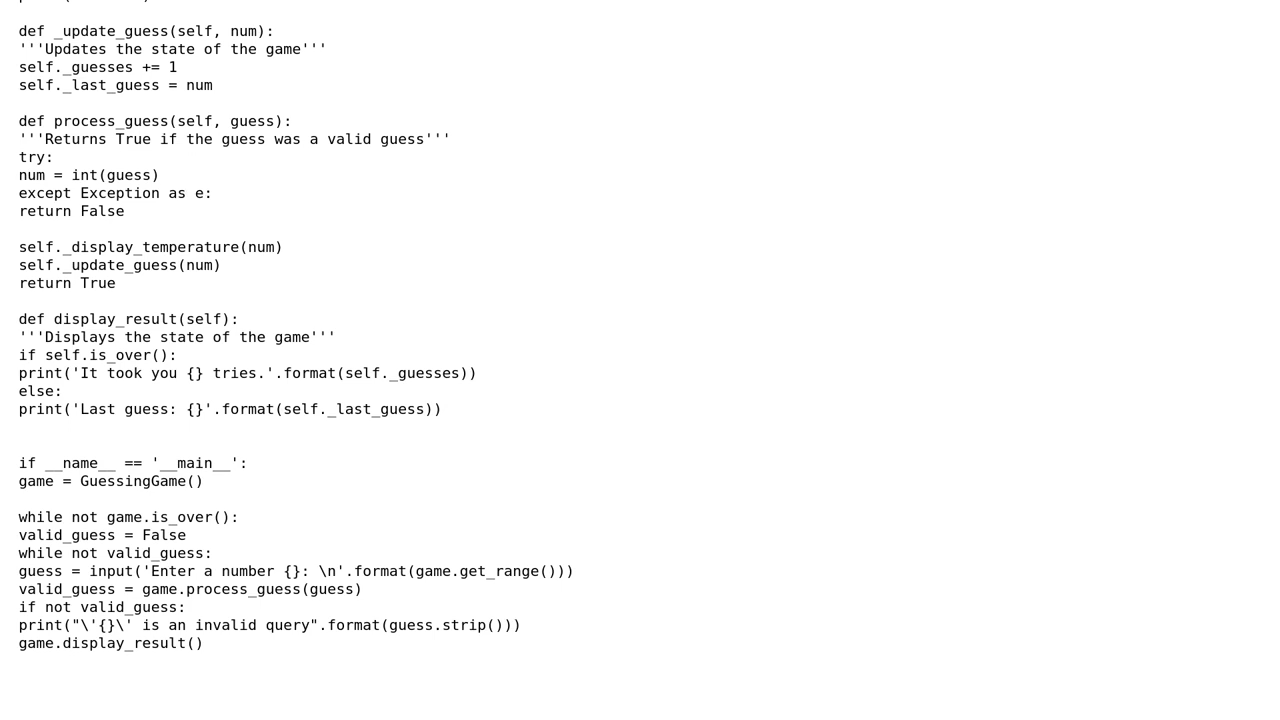 def _update_guess(self, num):
'''Updates the state of the game'''
self._guesses += 1
self._last_guess = num
def process_guess(self, guess):
'''Returns True if the guess was a valid guess'''
try:
num = int(guess)
except Exception as e:
return False
self._display_temperature(num)
self._update_guess(num)
return True
def display_result(self):
'''Displays the state of the game'''
if self.is_over():
print('It took you {} tries.'.format(self._guesses))
else:
print('Last guess: {}'.format(self._last_guess))
if __name__ == '__main__':
game = GuessingGame()
while not game.is_over():
valid_guess = False
while not valid_guess:
guess = input('Enter a number {}: \n'.format(game.get_range()))
valid_guess = game.process_guess(guess)
if not valid_guess:
print("\'{}\' is an invalid query".format(guess.strip()))
game.display_result()